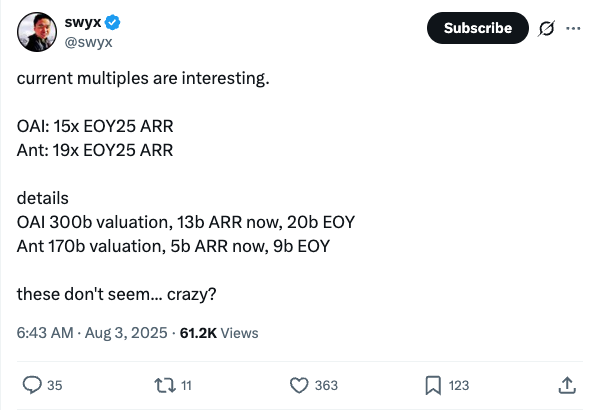 swyx
@swyx
Subscribe
current multiples are interesting.
OAI: 15x EOY25 ARR
Ant: 19x EOY25 ARR
details
OAI 300b valuation, 13b ARR now, 20b EOY
Ant 170b valuation, 5b ARR now, 9b EOY
these don't seem... crazy?
6:43 AM · Aug 3, 2025 · 61.2K Views
35 11 363 123